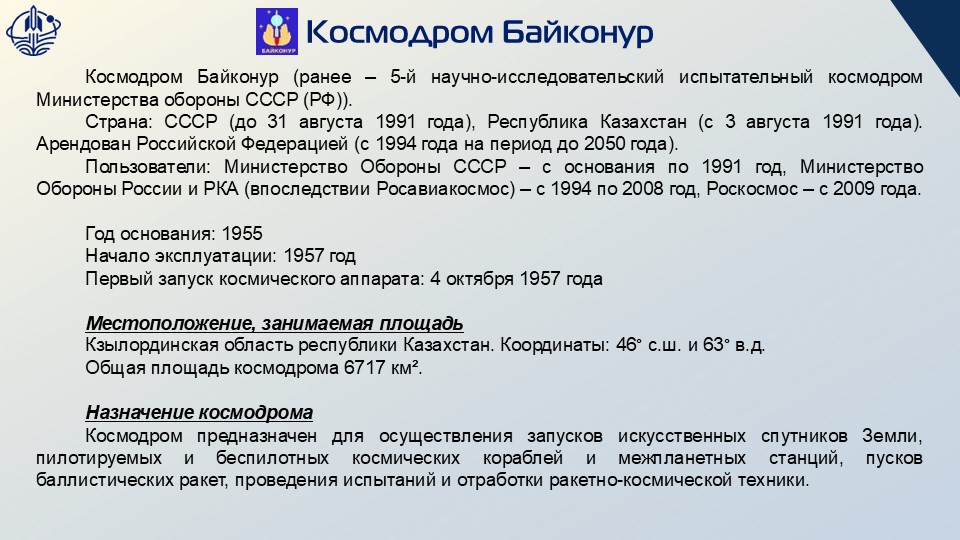 БАЙКОНУР
Космодром Байконур
Космодром Байконур (ранее – 5-й научно-исследовательский испытательный космодром
Министерства обороны СССР (РФ)).
Страна: СССР (до 31 августа 1991 года), Республика Казахстан (с 3 августа 1991 года).
Арендован Российской Федерацией (с 1994 года на период до 2050 года).
Пользователи: Министерство Обороны СССР – с основания по 1991 год, Министерство
Обороны России и РКА (впоследствии Росавиакосмос) – с 1994 по 2008 год, Роскосмос – с 2009 года.
Год основания: 1955
Начало эксплуатации: 1957 год
Первый запуск космического аппарата: 4 октября 1957 года
Местоположение, занимаемая площадь
Кзылординская область республики Казахстан. Координаты: 46° с.ш. и 63° в.д.
Общая площадь космодрома 6717 км².
Назначение космодрома
Космодром предназначен для осуществления запусков искусственных спутников Земли,
пилотируемых и беспилотных космических кораблей и межпланетных станций, пусков
баллистических ракет, проведения испытаний и отработки ракетно-космической техники.